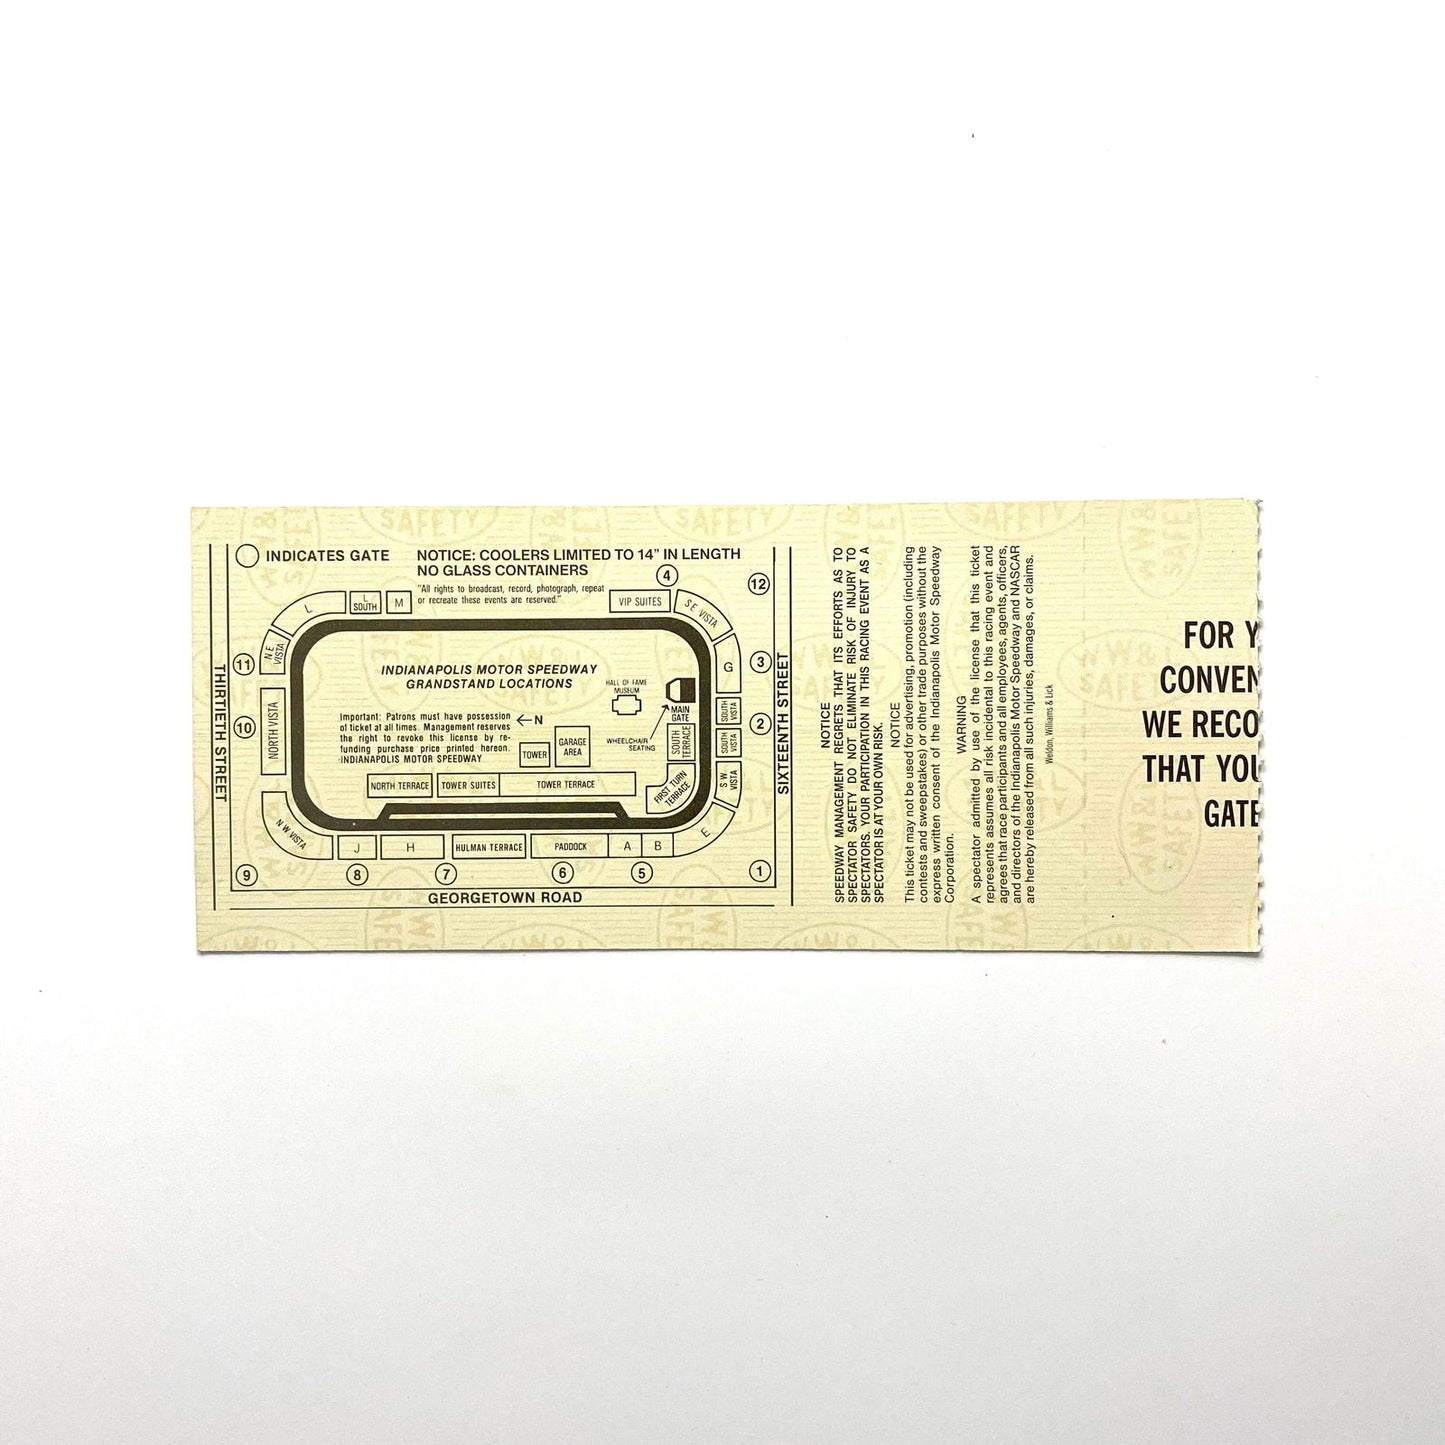 INDICATES GATE
NOTICE: COOLERS LIMITED TO 14" IN LENGTH
NO GLASS CONTAINERS
"All rights to broadcast, record, photograph, repeat
or recreate these events are reserved."
4
12
L
L
SOUTH
M
VIP SUITES
S E VISTA
11
N E
VISTA
G
3
THIRTIETH STREET
INDIANAPOLIS MOTOR SPEEDWAY
GRANDSTAND LOCATIONS
HALL OF FAME
MUSEUM
MAIN
GATE
SIXTEENTH STREET
10
NORTH VISTA
Important: Patrons must have possession
of ticket at all times. Management reserves
the right to revoke this license by re-
funding purchase price printed hereon.
INDIANAPOLIS MOTOR SPEEDWAY
N
TOWER
GARAGE
AREA
WHEELCHAIR
SEATING
SOUTH
TERRACE
SOUTH
VISTA
2
SOUTH
VISTA
S W
VISTA
NORTH TERRACE
TOWER SUITES
TOWER TERRACE
FIRST TURN
TERRACE
N W VISTA
J
H
HULMAN TERRACE
PADDOCK
A
B
E
9
8
7
6
5
1
GEORGETOWN ROAD
NOTICE
SPEEDWAY MANAGEMENT REGRETS THAT ITS EFFORTS AS TO
SPECTATOR SAFETY DO NOT ELIMINATE RISK OF INJURY TO
SPECTATORS. YOUR PARTICIPATION IN THIS RACING EVENT AS A
SPECTATOR IS AT YOUR OWN RISK.
NOTICE
This ticket may not be used for advertising, promotion (including
contests and sweepstakes) or other trade purposes without the
express written consent of the Indianapolis Motor Speedway
Corporation.
WARNING
A spectator admitted by use of the license that this ticket
represents assumes all risk incidental to this racing event and
agrees that race participants and all employees, agents, officers,
and directors of the Indianapolis Motor Speedway and NASCAR
are hereby released from all such injuries, damages, or claims.
Weldon, Williams & Lick
FOR Y
CONVEN
WE RECO
THAT YOU
GATE
WW&L
SAFETY